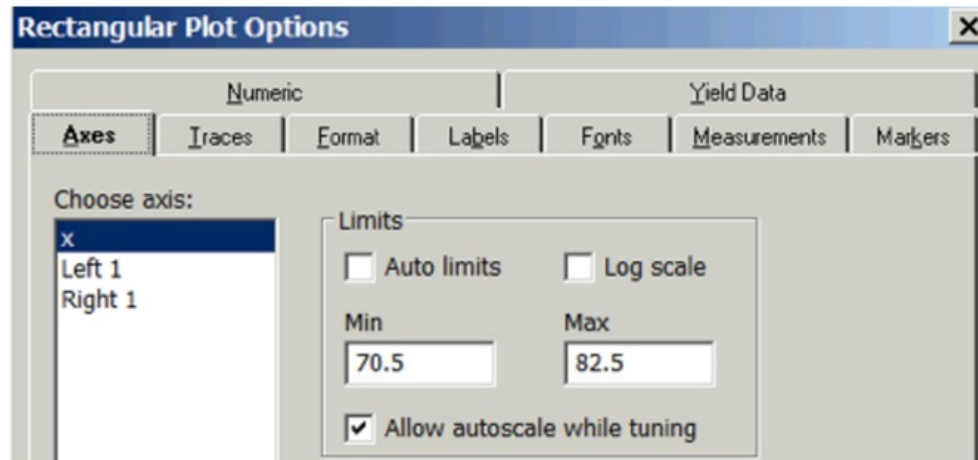 Rectangular Plot Options
Numeric
Yield Data
Axes
Traces
Format
Labels
Fonts
Measurements
Markers
Choose axis:
x
Left 1
Right 1
Limits
Auto limits
Log scale
Min
Max
70.5
82.5
Allow autoscale while tuning